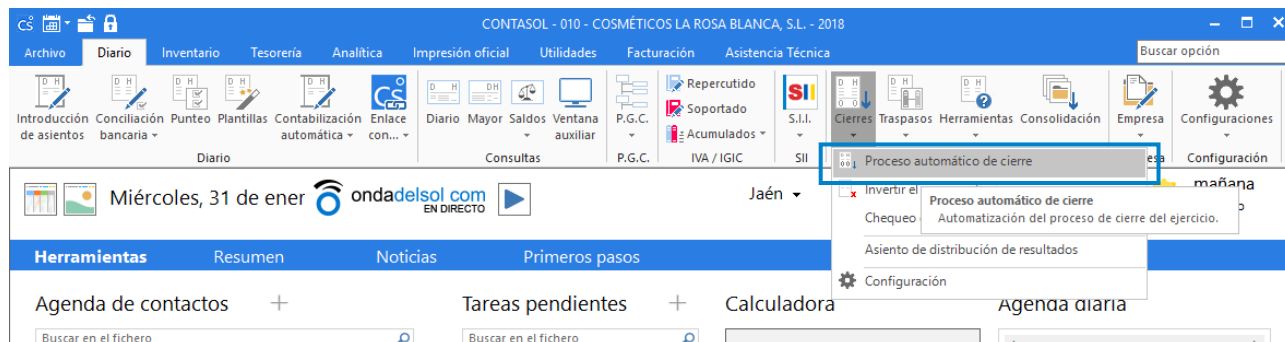 CS
CONTASOL - 010 - COSMÉTICOS LA ROSA BLANCA, S.L. - 2018
Archivo Diario Inventario Tesorería Analítica Impresión oficial Utilidades Facturación Asistencia Técnica Buscar opción
Introducción de asientos
Conciliación bancaria
Punteo
Plantillas
Contabilización automática
Enlace con...
Diario
Diario
Mayor
Saldos
Ventana auxiliar
Consultas
P.G.C.
P.G.C.
Repercutido
Soportado
Acumulados
IVA / IGIC
SII
S.I.I.
SII
Cierres
Traspasos
Herramientas
Consolidación
Empresa
Configuraciones
Configuración
Proceso automático de cierre
Invertir el
Proceso automático de cierre
Automatización del proceso de cierre del ejercicio.
Chequeo
Asiento de distribución de resultados
Configuración
Miércoles, 31 de ener
ondadelsol com
EN DIRECTO
Jaén
mañana
Herramientas Resumen Noticias Primeros pasos
Agenda de contactos + Tareas pendientes + Calculadora Agenda diaria
Buscar en el fichero Buscar en el fichero